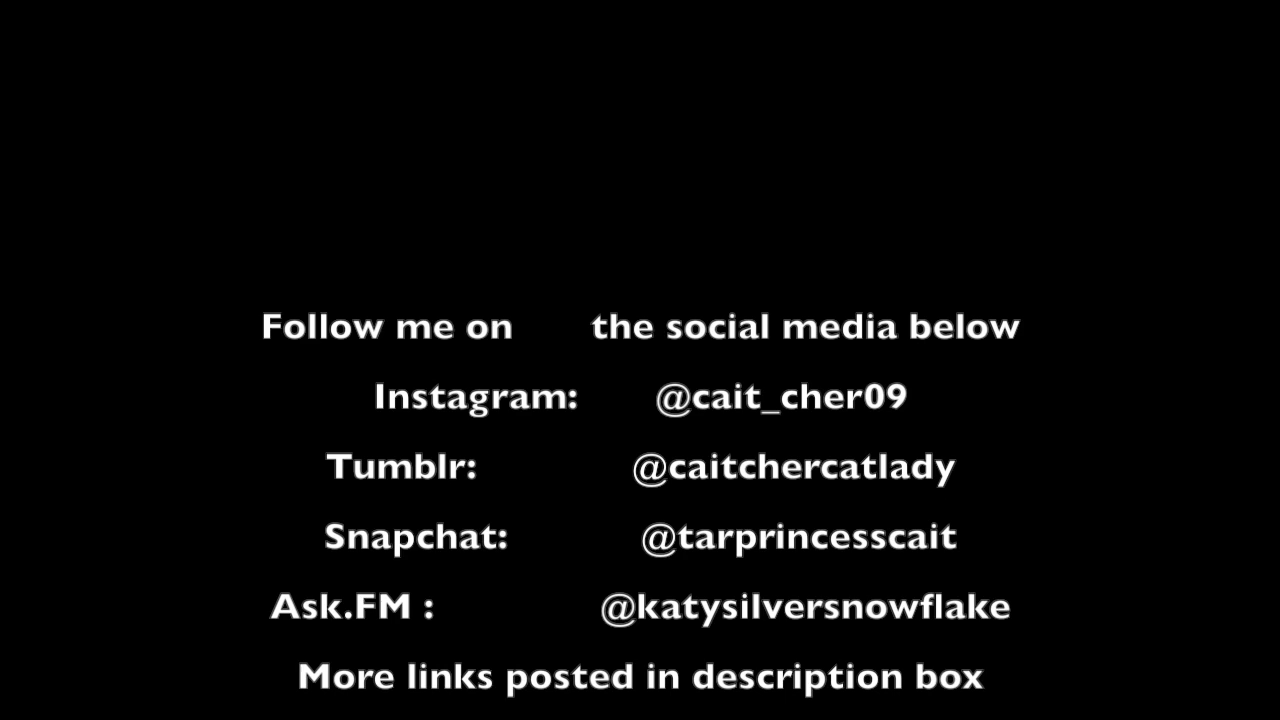 Follow me on the social media below
Instagram: @cait_cher09
Tumblr: @caitchercatlady
Snapchat: @tarprincesscait
Ask.FM : @katysilversnowflake
More links posted in description box